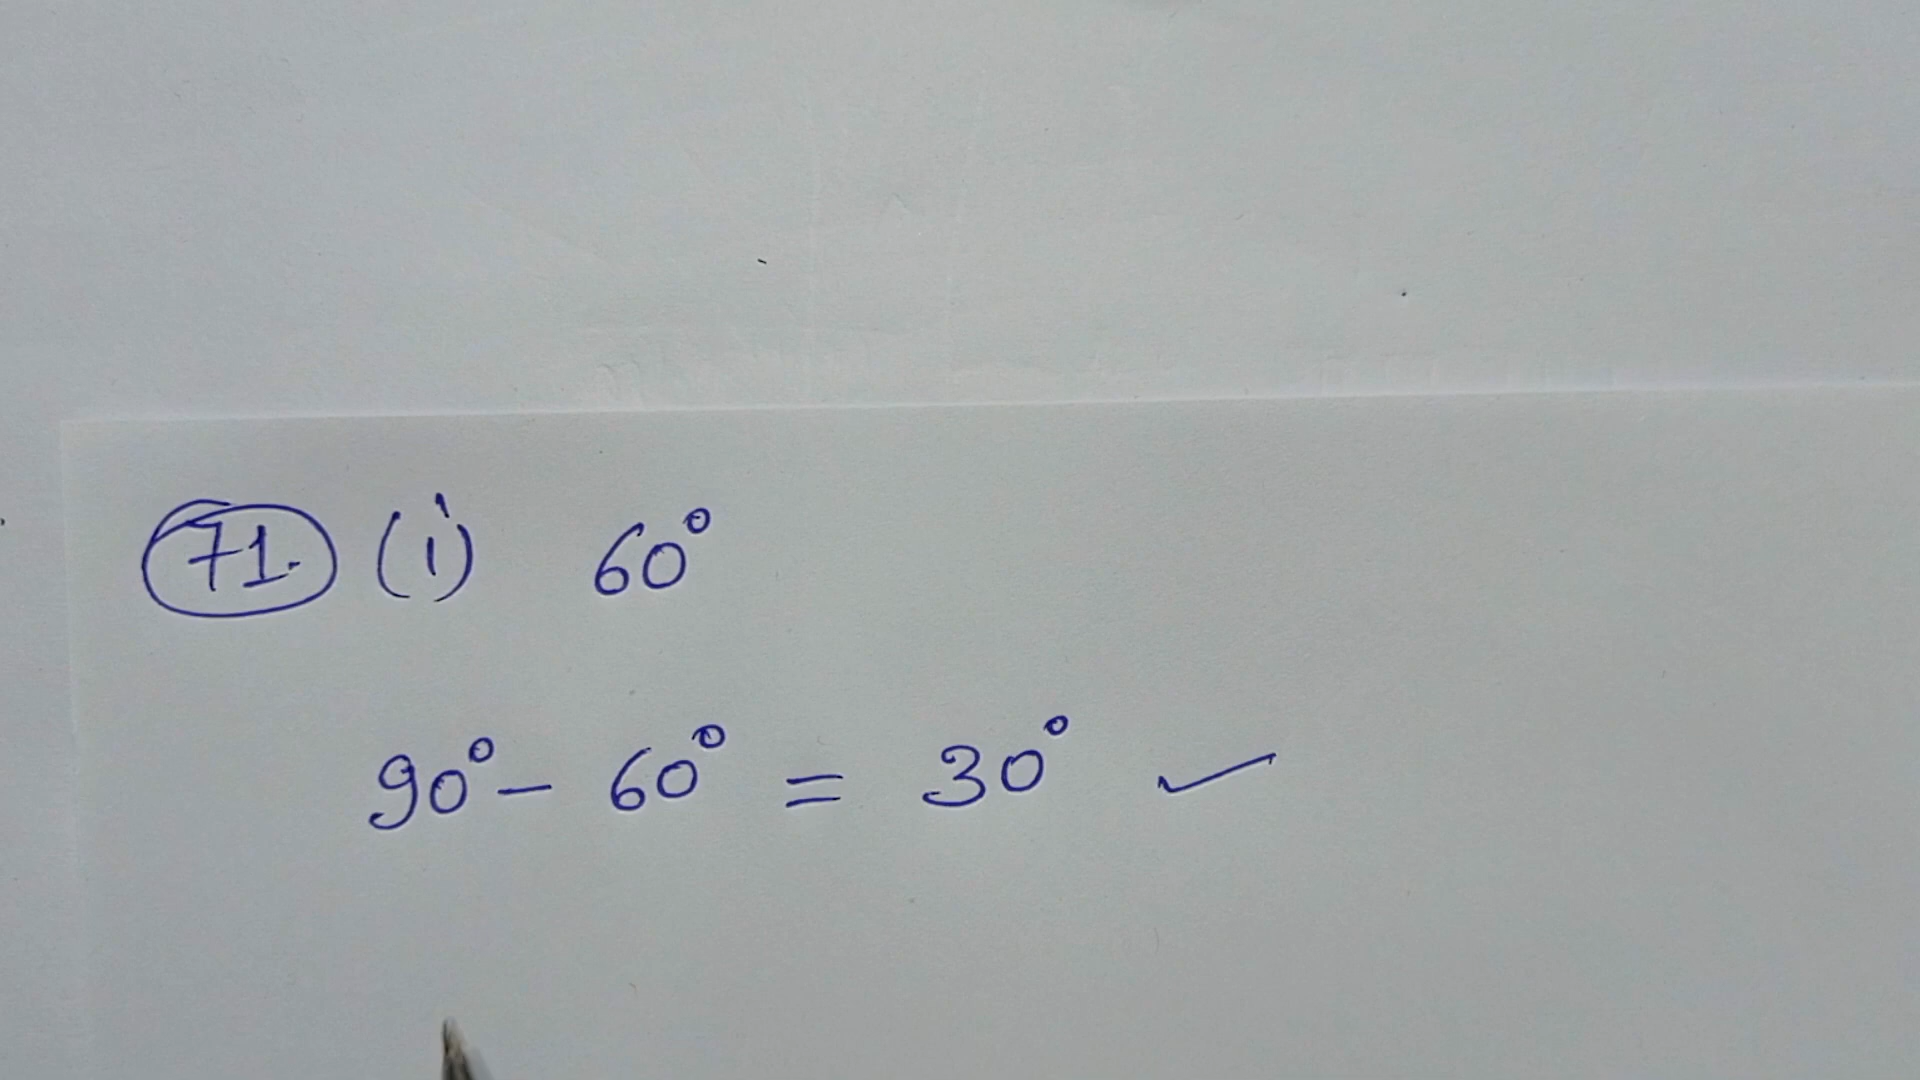 71. (i) 60°
90° - 60° = 30° ✓